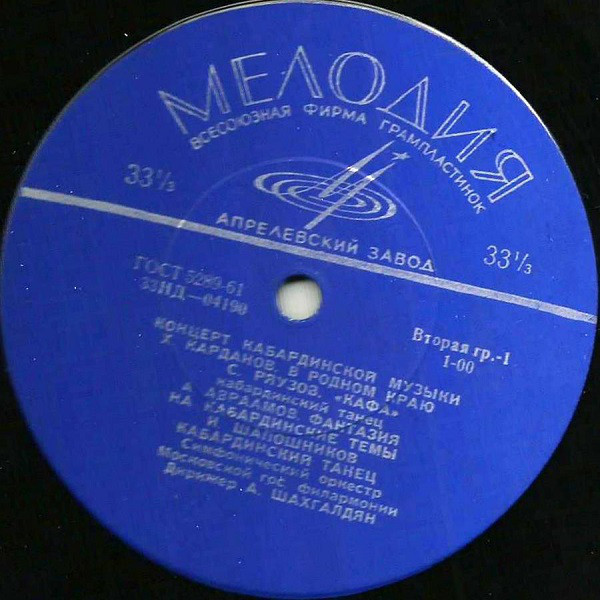 МЕЛОДИЯ
ВСЕСОЮЗНАЯ ФИРМА ГРАМПЛАСТИНОК
33⅓
33⅓
АПРЕЛЕВСКИЙ ЗАВОД
ГОСТ 5289-61
33НД—04190
Вторая гр.-1
1-00
КОНЦЕРТ КАБАРДИНСКОЙ МУЗЫКИ
Х. КАРДАНОВ. В РОДНОМ КРАЮ
С. РЯУЗОВ. «КАФА»
кабардинский танец
А. АВРААМОВ. ФАНТАЗИЯ
НА КАБАРДИНСКИЕ ТЕМЫ
И. ШАПОШНИКОВ
КАБАРДИНСКИЙ ТАНЕЦ
Симфонический оркестр
Московской гос. филармонии
Дирижер А. ШАХГАЛДЯН